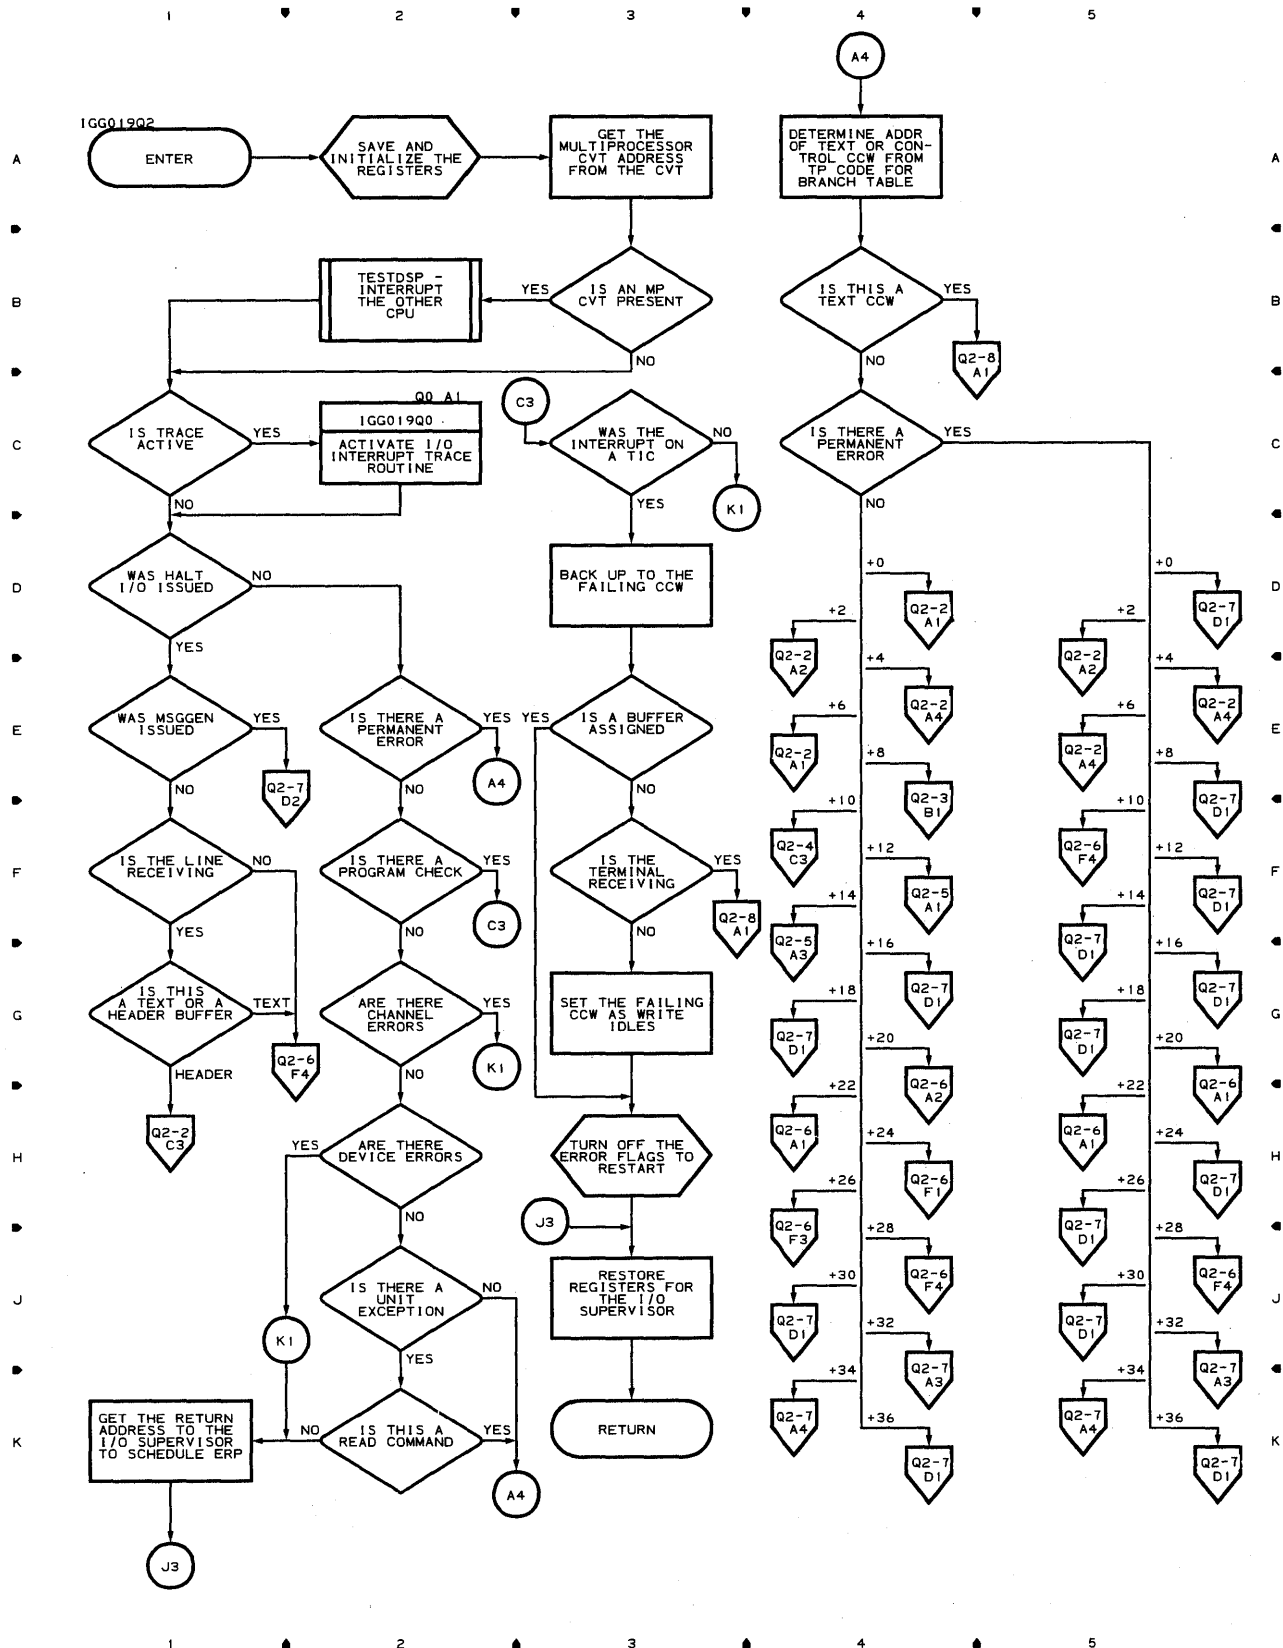 1 2 3 4 5
A4
IGG019Q2
A
ENTER
SAVE AND
INITIALIZE THE
REGISTERS
GET THE
MULTIPROCESSOR
CVT ADDRESS
FROM THE CVT
DETERMINE ADDR
OF TEXT OR CON-
TROL CCW FROM
TP CODE FOR
BRANCH TABLE
A
B
TESTDSP -
INTERRUPT
THE OTHER
CPU
YES
IS AN MP
CVT PRESENT
NO
IS THIS A
TEXT CCW
YES
NO
Q2-8
A1
B
C
IS TRACE
ACTIVE
YES
NO
Q0 A1
IGG019Q0
ACTIVATE I/O
INTERRUPT TRACE
ROUTINE
C3
WAS THE
INTERRUPT ON
A TIC
NO
YES
K1
IS THERE A
PERMANENT
ERROR
YES
NO
C
D
WAS HALT
I/O ISSUED
NO
YES
BACK UP TO THE
FAILING CCW
D
E
WAS MSGGEN
ISSUED
YES
NO
Q2-7
D2
IS THERE A
PERMANENT
ERROR
YES
NO
A4
YES
IS A BUFFER
ASSIGNED
NO
E
F
IS THE LINE
RECEIVING
NO
YES
IS THERE A
PROGRAM CHECK
YES
NO
C3
IS THE
TERMINAL
RECEIVING
YES
NO
Q2-8
A1
F
G
IS THIS
A TEXT OR A
HEADER BUFFER
TEXT
HEADER
Q2-6
F4
Q2-2
C3
ARE THERE
CHANNEL
ERRORS
YES
NO
K1
SET THE FAILING
CCW AS WRITE
IDLES
G
H
YES
ARE THERE
DEVICE ERRORS
NO
TURN OFF THE
ERROR FLAGS TO
RESTART
H
J3
J
IS THERE A
UNIT
EXCEPTION
NO
YES
K1
RESTORE
REGISTERS FOR
THE I/O
SUPERVISOR
J
K
GET THE RETURN
ADDRESS TO THE
I/O SUPERVISOR
TO SCHEDULE ERP
NO
IS THIS A
READ COMMAND
YES
A4
RETURN
K
J3
+0
Q2-2
A1
+2
Q2-2
A2
+4
Q2-2
A4
+6
Q2-2
A1
+8
Q2-3
B1
+10
Q2-4
C3
+12
Q2-5
A1
+14
Q2-5
A3
+16
Q2-7
D1
+18
Q2-7
D1
+20
Q2-6
A2
+22
Q2-6
A1
+24
Q2-6
F1
+26
Q2-6
F3
+28
Q2-6
F4
+30
Q2-7
D1
+32
Q2-7
A3
+34
Q2-7
A4
+36
Q2-7
D1
+0
Q2-7
D1
+2
Q2-2
A2
+4
Q2-2
A4
+6
Q2-2
A4
+8
Q2-7
D1
+10
Q2-6
F4
+12
Q2-7
D1
+14
Q2-7
D1
+16
Q2-7
D1
+18
Q2-7
D1
+20
Q2-6
A1
+22
Q2-6
A1
+24
Q2-7
D1
+26
Q2-7
D1
+28
Q2-6
F4
+30
Q2-7
D1
+32
Q2-7
A3
+34
Q2-7
A4
+36
Q2-7
D1
1 2 3 4 5